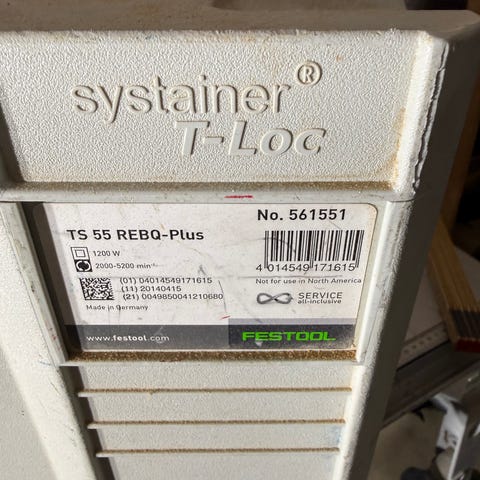 systainer®
T-Loc
TS 55 REBQ-Plus
No. 561551
1200 W
2000-5200 min⁻¹
4 014549 171615
(01) 04014549171615
(11) 20140415
(21) 0049850041210680
Not for use in North America
Made in Germany
SERVICE
all-inclusive
www.festool.com
FESTOOL